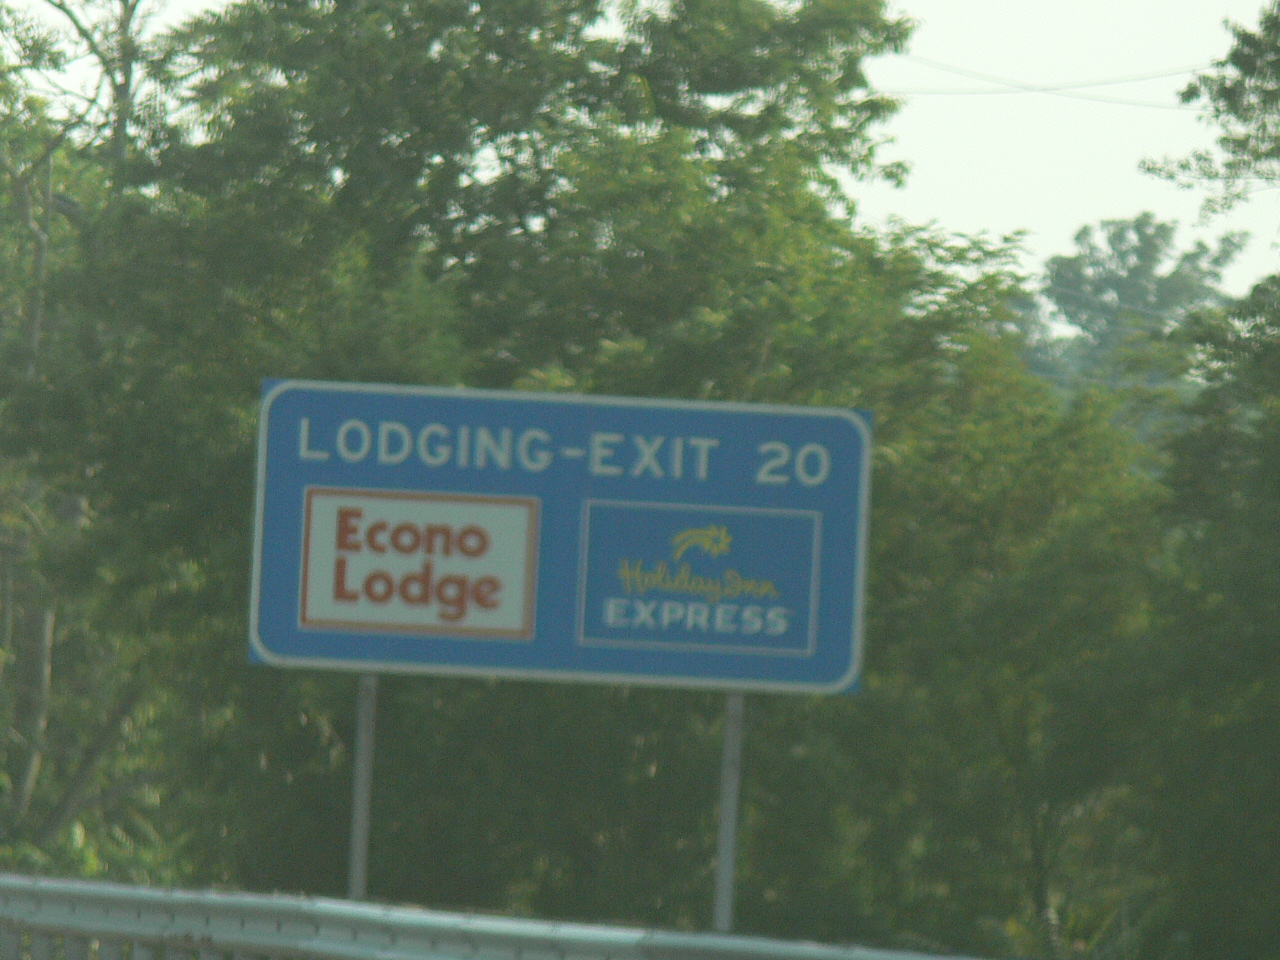 LODGING-EXIT 20
Econo
Lodge
Holiday Inn
EXPRESS